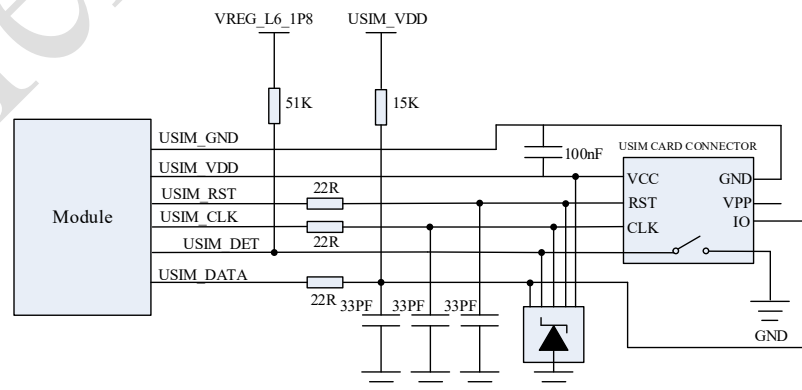 VREG_L6_1P8 USIM_VDD
51K 15K
USIM_GND
100nF
USIM CARD CONNECTOR
USIM_VDD
VCC GND
USIM_RST 22R
RST VPP
Module
USIM_CLK
CLK IO
22R
USIM_DET
USIM_DATA
22R 33PF 33PF 33PF
GND